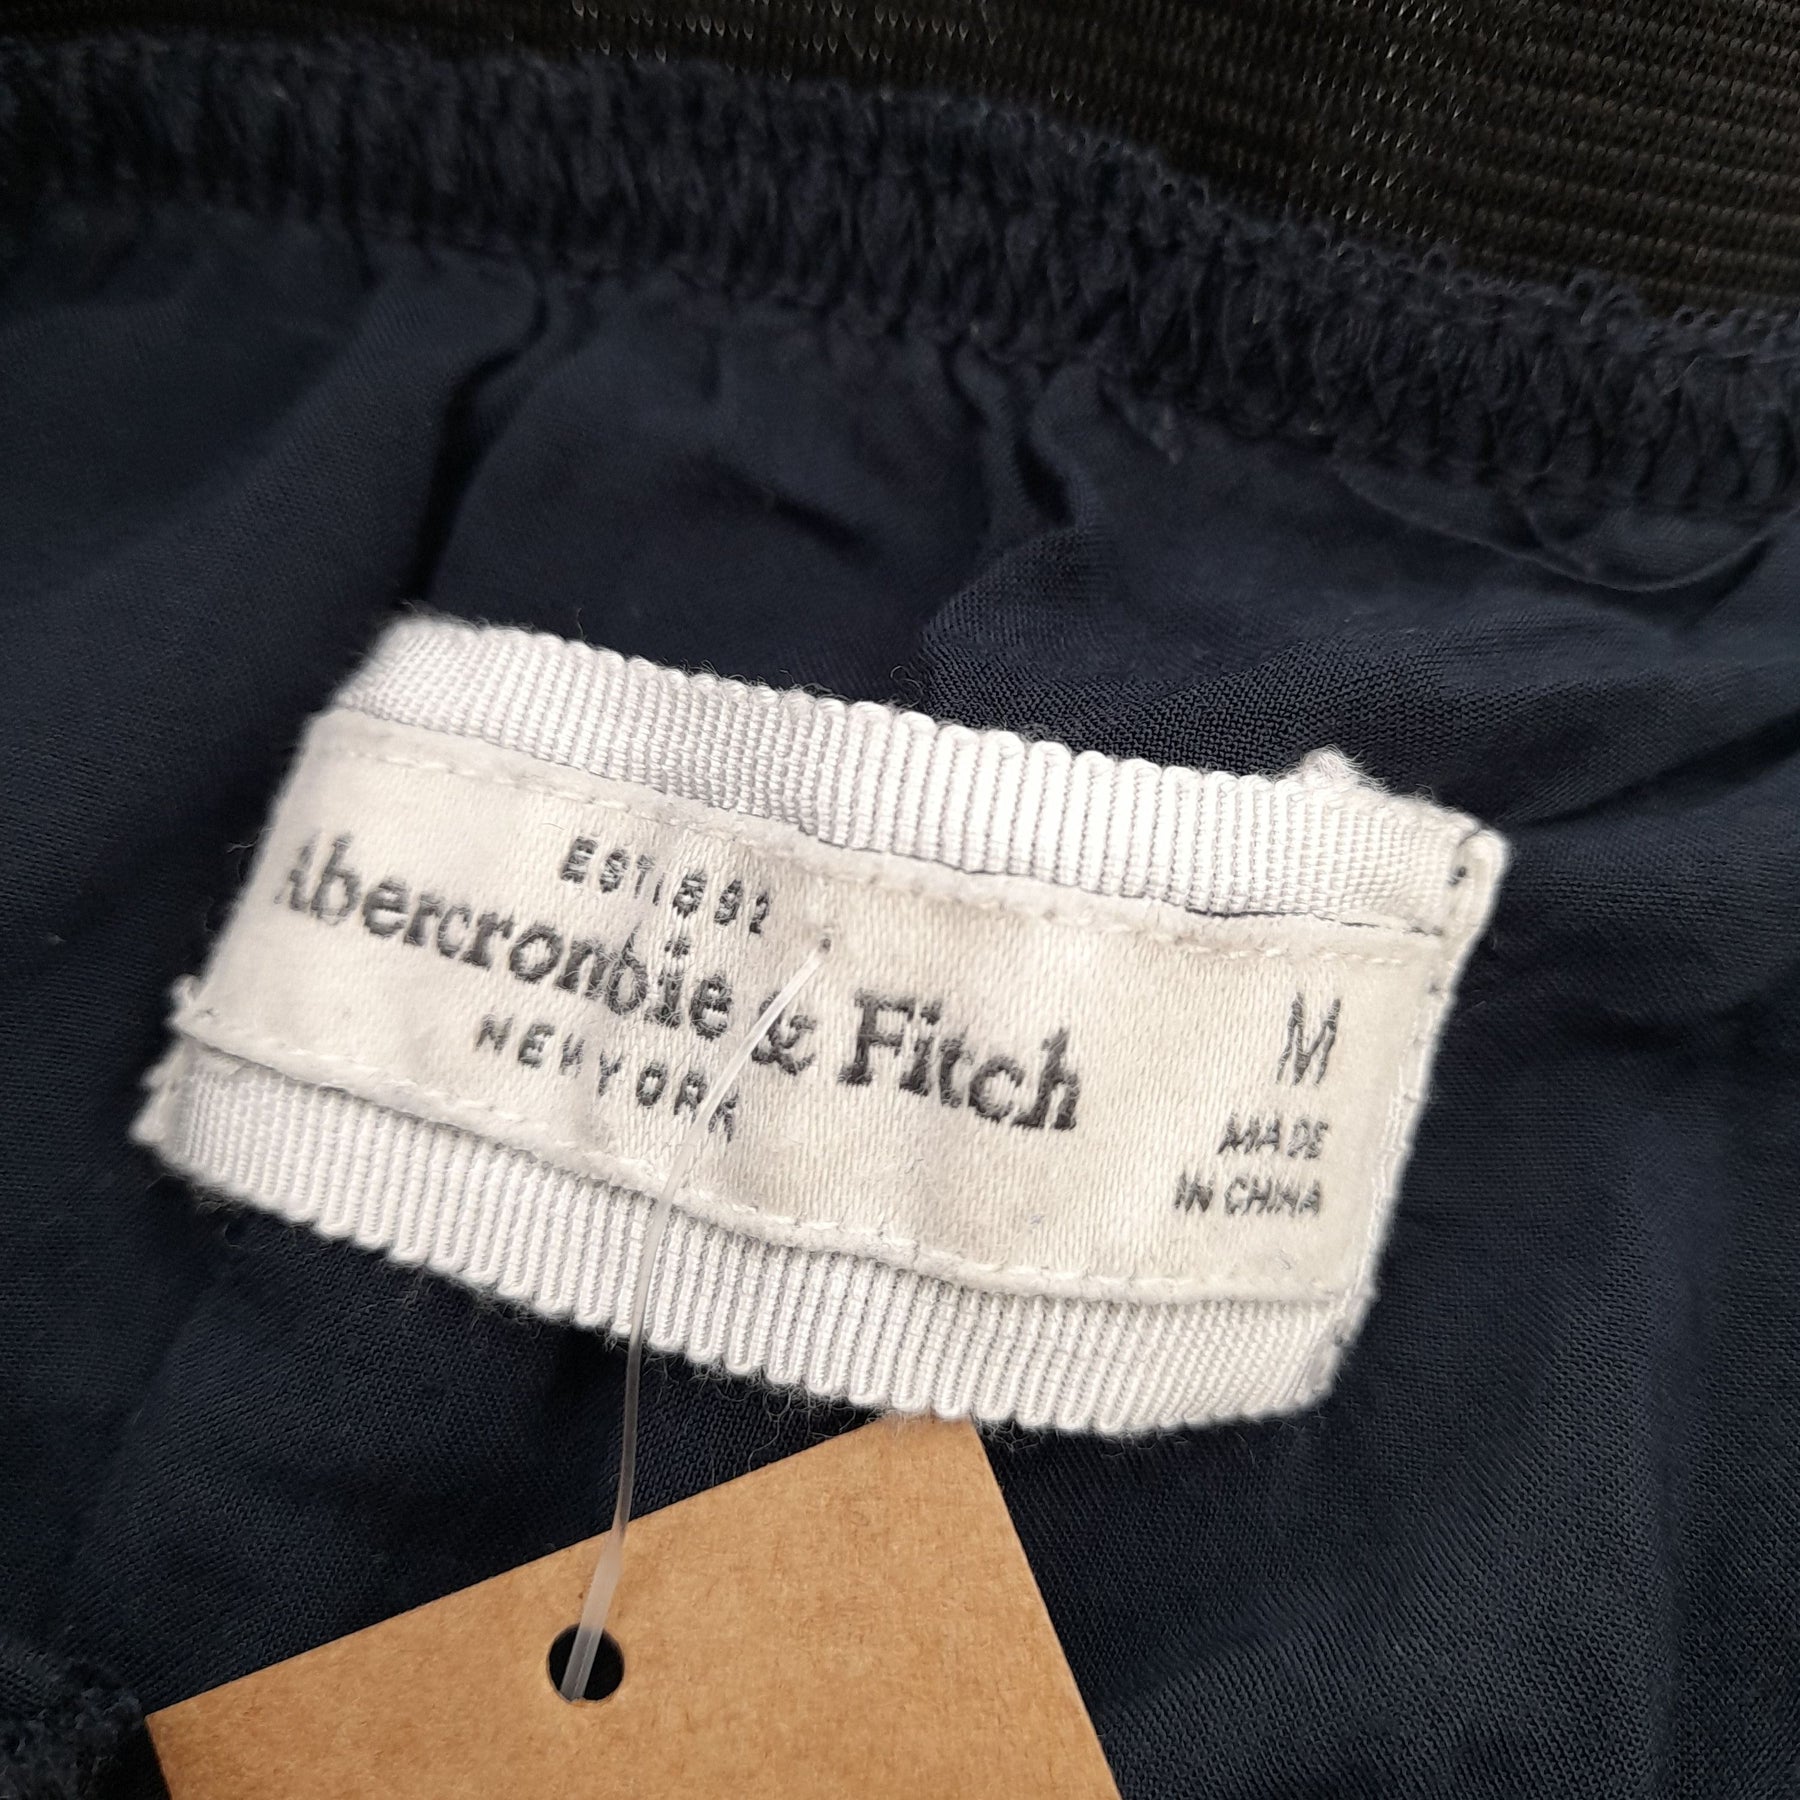 EST. 1892
Abercrombie & Fitch
NEW YORK
M
MADE
IN CHINA